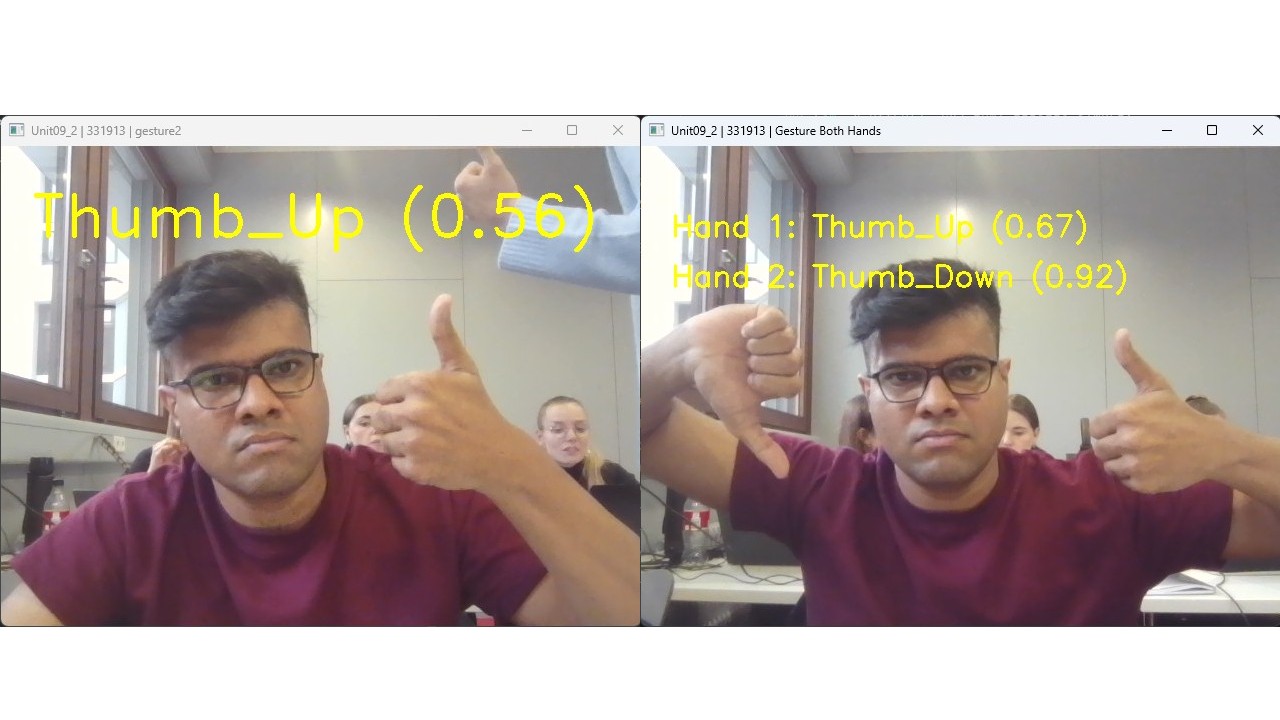 Unit09_2 | 331913 | gesture2
Thumb_Up (0.56)
Unit09_2 | 331913 | Gesture Both Hands
Hand 1: Thumb_Up (0.67)
Hand 2: Thumb_Down (0.92)